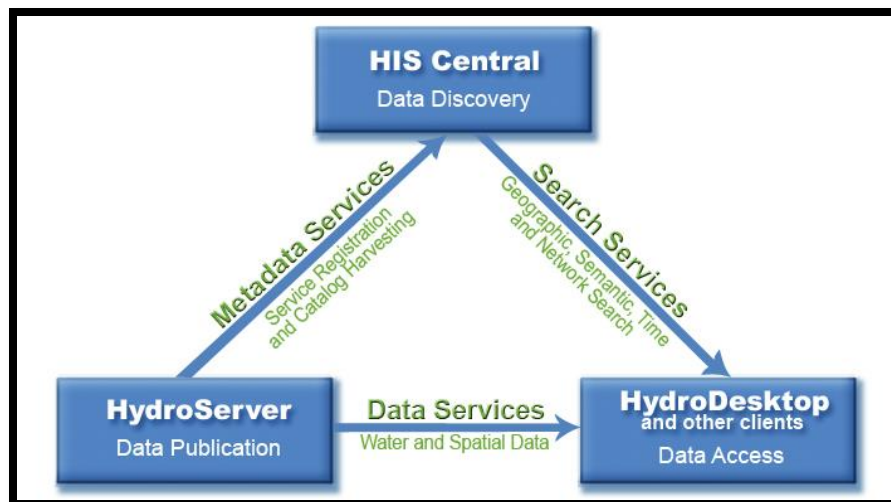 HIS Central
Data Discovery
Metadata Services
Service Registration
and Catalog Harvesting
Search Services
Geographic, Semantic, Time
and Network Search
HydroServer
Data Publication
Data Services
Water and Spatial Data
HydroDesktop
and other clients
Data Access